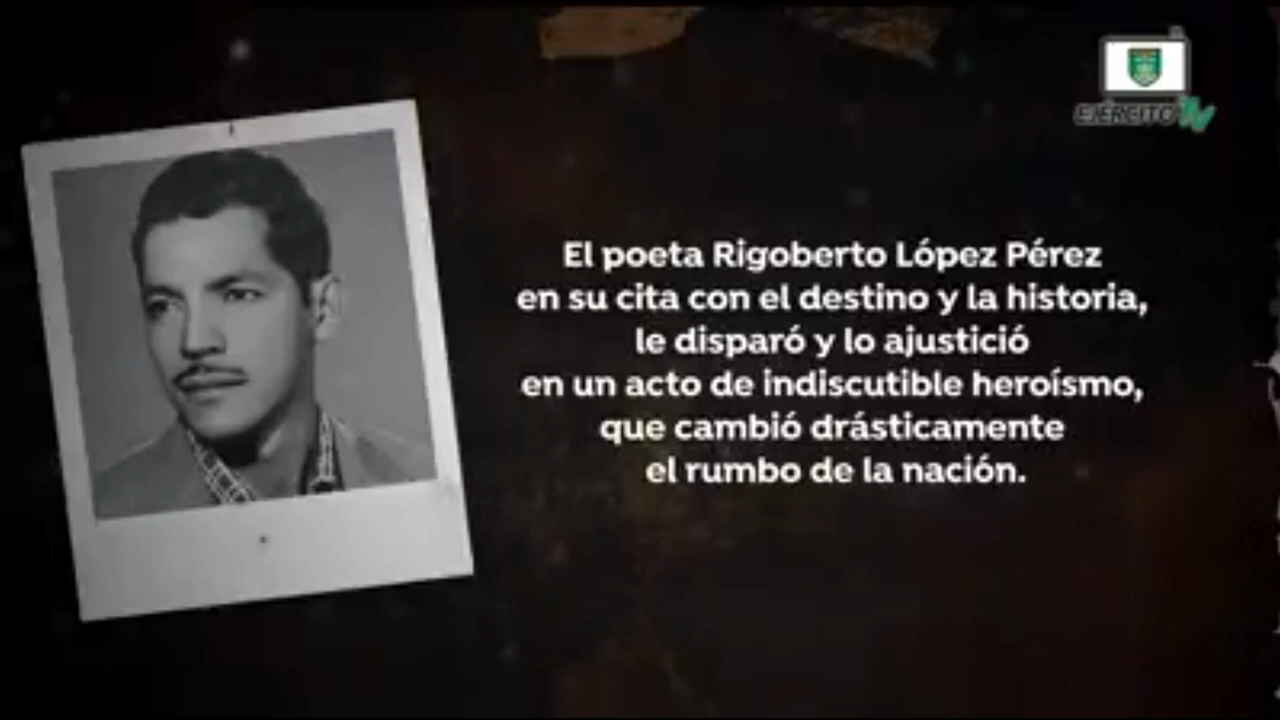 EJÉRCITO TV
El poeta Rigoberto López Pérez
en su cita con el destino y la historia,
le disparó y lo ajustició
en un acto de indiscutible heroísmo,
que cambió drásticamente
el rumbo de la nación.